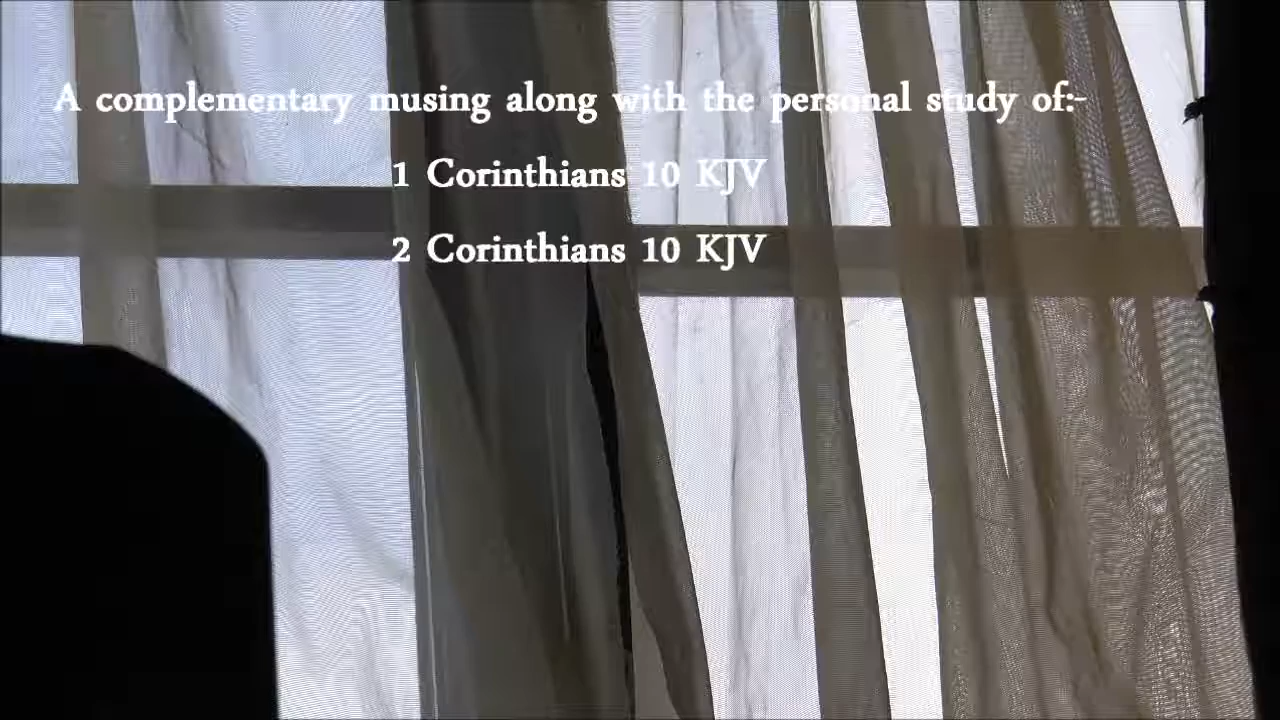 A complementary musing along with the personal study of:-
1 Corinthians 10 KJV
2 Corinthians 10 KJV